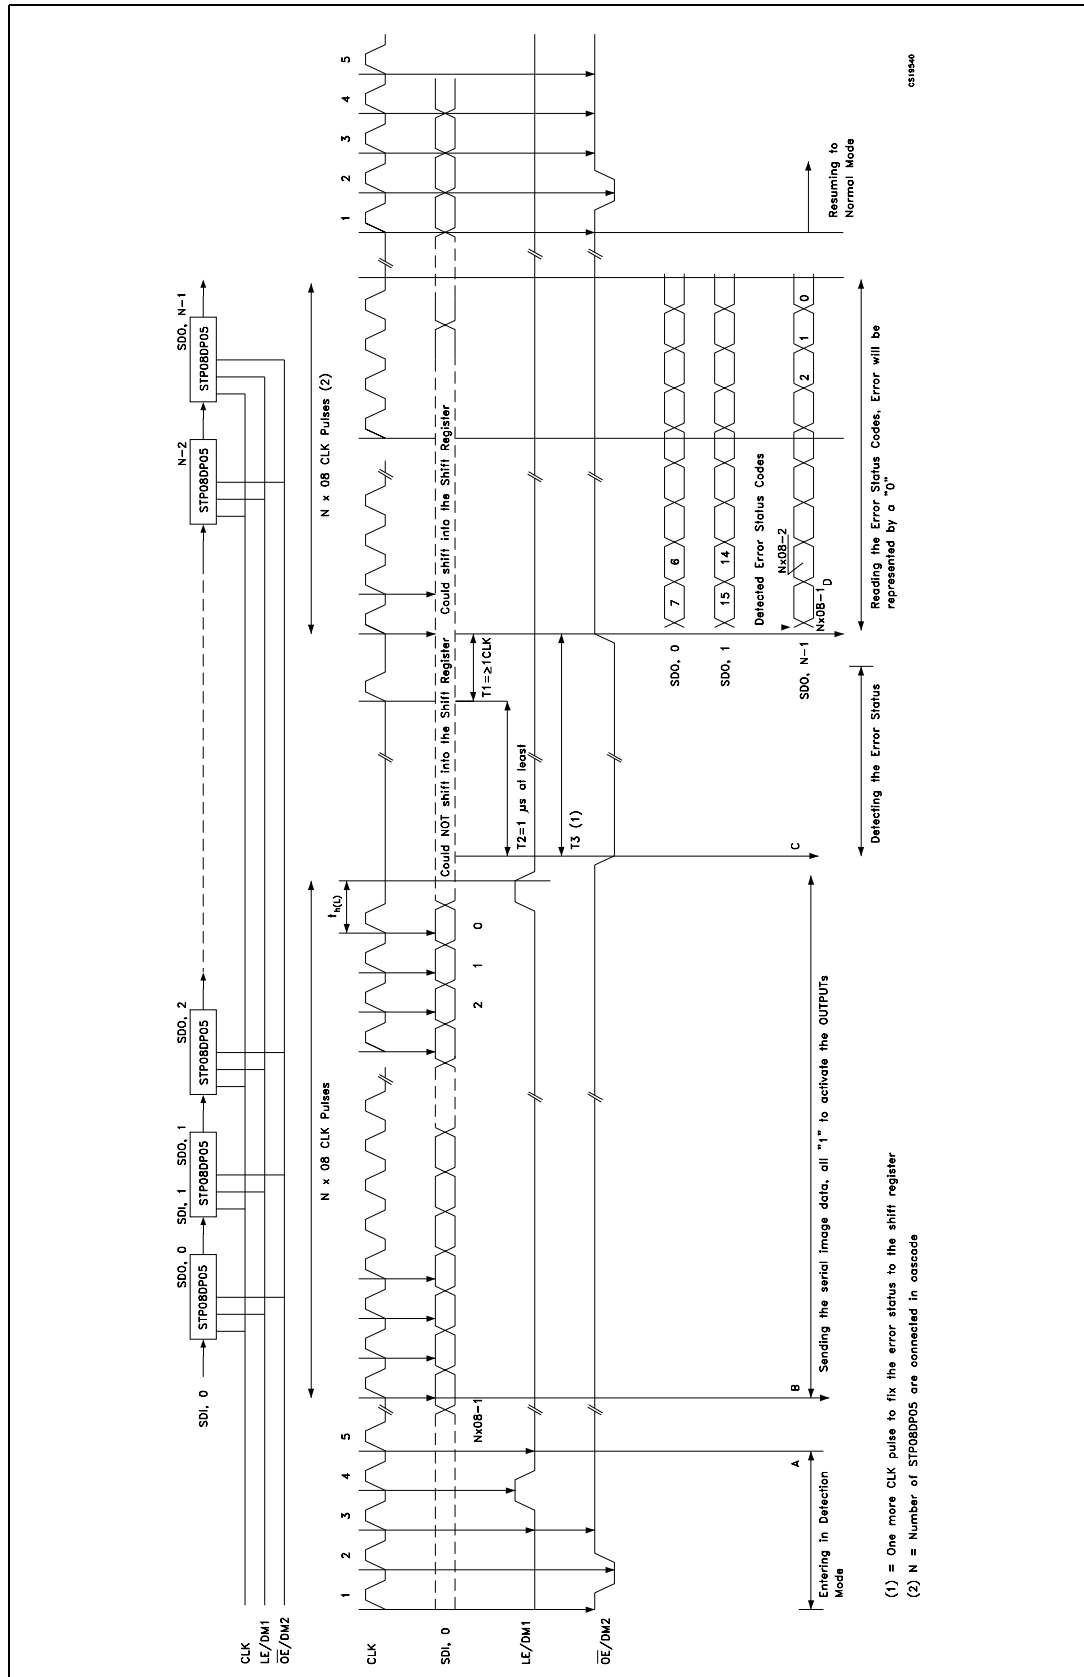 SDI, 0
STP08DP05
SDO, 0
SDI, 1
STP08DP05
SDO, 1
STP08DP05
SDO, 2
STP08DP05
N-2
STP08DP05
SDO, N-1
CLK
LE/DM1
OE/DM2
N x 08 CLK Pulses
N x 08 CLK Pulses (2)
CLK
1 2 3 4 5
1 2 3 4 5
th(L)
SDI, 0
Nx08-1
2 1 0
Could NOT shift into the Shift Register
Could shift into the Shift Register
T1=≥1CLK
T2=1 µs at least
T3 (1)
LE/DM1
OE/DM2
SDO, 0
7 6
SDO, 1
15 14
Detected Error Status Codes
Nx08-2
SDO, N-1
2 1 0
Nx08-1
D
A
B
C
Entering in Detection
Mode
Sending the serial image data, all "1" to activate the OUTPUTs
Detecting the Error Status
Reading the Error Status Codes, Error will be
represented by a "0"
Resuming to
Normal Mode
(1) = One more CLK pulse to fix the error status to the shift register
(2) N = Number of STP08DP05 are connected in cascade
CS19540